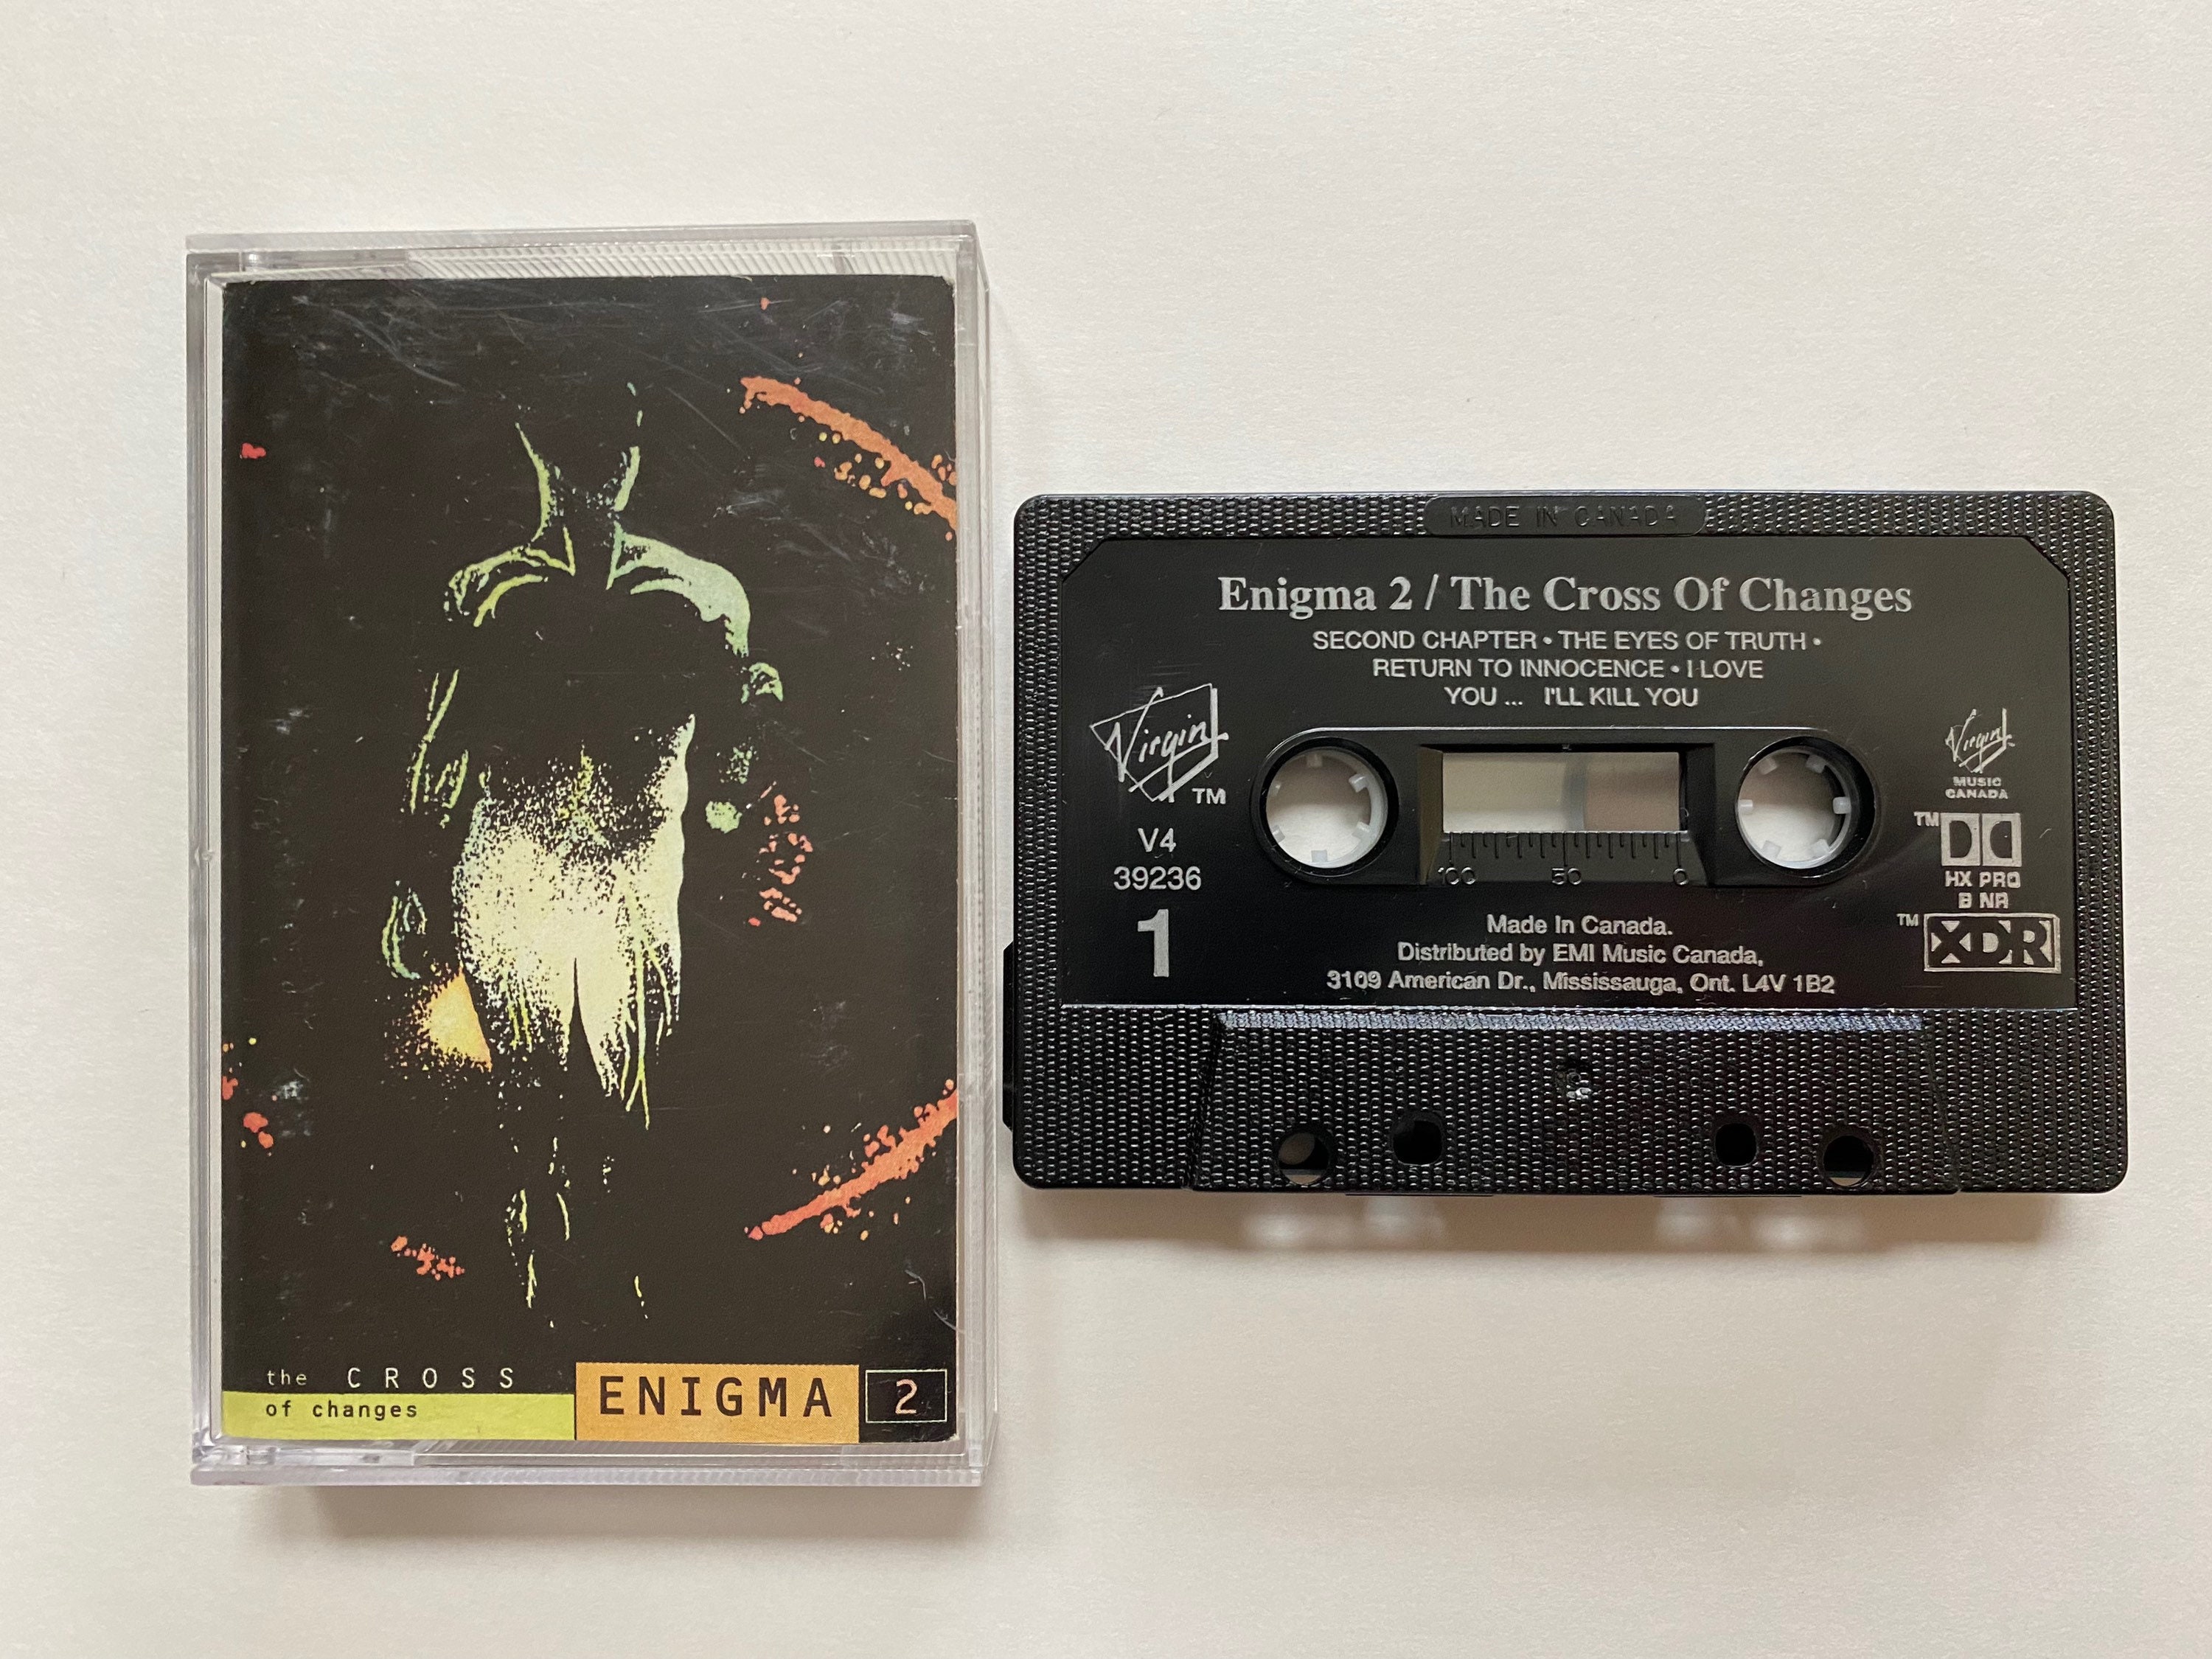 the CROSS
of changes
ENIGMA
2
MADE IN CANADA
Enigma 2 / The Cross Of Changes
SECOND CHAPTER • THE EYES OF TRUTH •
RETURN TO INNOCENCE • I LOVE
YOU ... I'LL KILL YOU
Virgin
TM
V4
39236
1
100 50 0
Virgin
MUSIC
CANADA
TM
HX PRO
B NR
TM XDR
Made In Canada.
Distributed by EMI Music Canada,
3109 American Dr., Mississauga, Ont. L4V 1B2